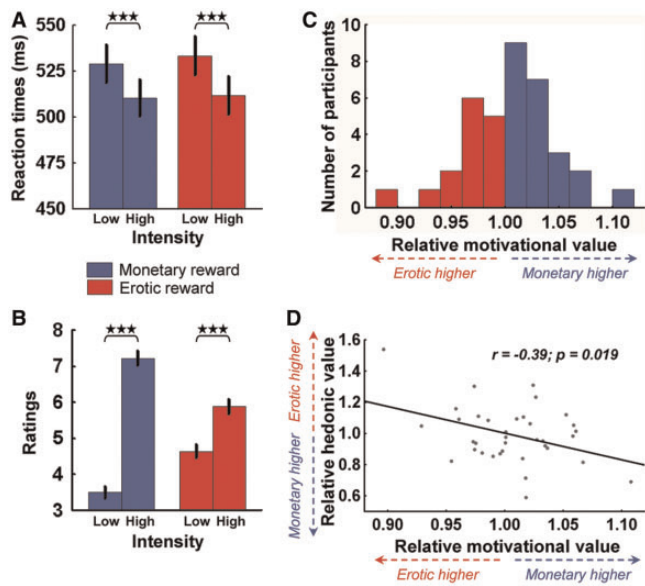 A
Reaction times (ms)
550
525
500
475
450
★★★
★★★
Low High
Low High
Intensity
Monetary reward
Erotic reward
B
Ratings
8
7
6
5
4
3
★★★
★★★
Low High
Low High
Intensity
C
Number of participants
10
8
6
4
2
0
0.90 0.95 1.00 1.05 1.10
Relative motivational value
Erotic higher
Monetary higher
D
Monetary higher
Erotic higher
Relative hedonic value
1.6
1.4
1.2
1.0
0.8
0.6
r = -0.39; p = 0.019
0.90 0.95 1.00 1.05 1.10
Relative motivational value
Erotic higher
Monetary higher